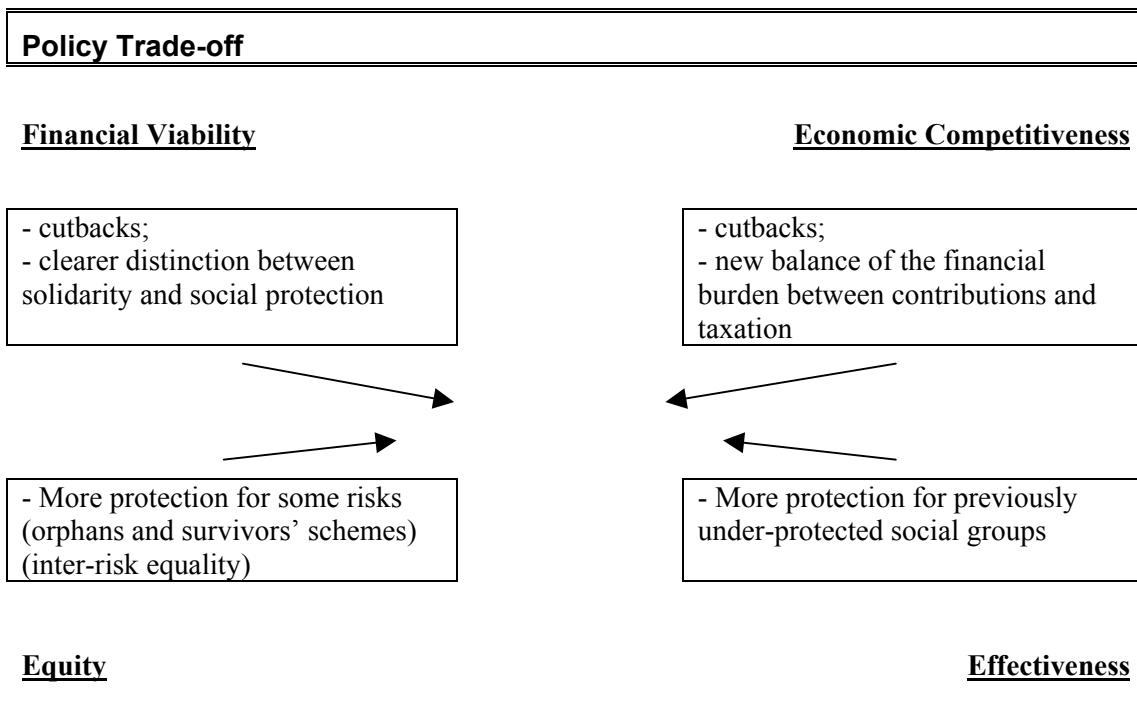 Policy Trade-off
Financial Viability
Economic Competitiveness
- cutbacks;
- clearer distinction between
solidarity and social protection
- cutbacks;
- new balance of the financial
burden between contributions and
taxation
- More protection for some risks
(orphans and survivors’ schemes)
(inter-risk equality)
- More protection for previously
under-protected social groups
Equity
Effectiveness